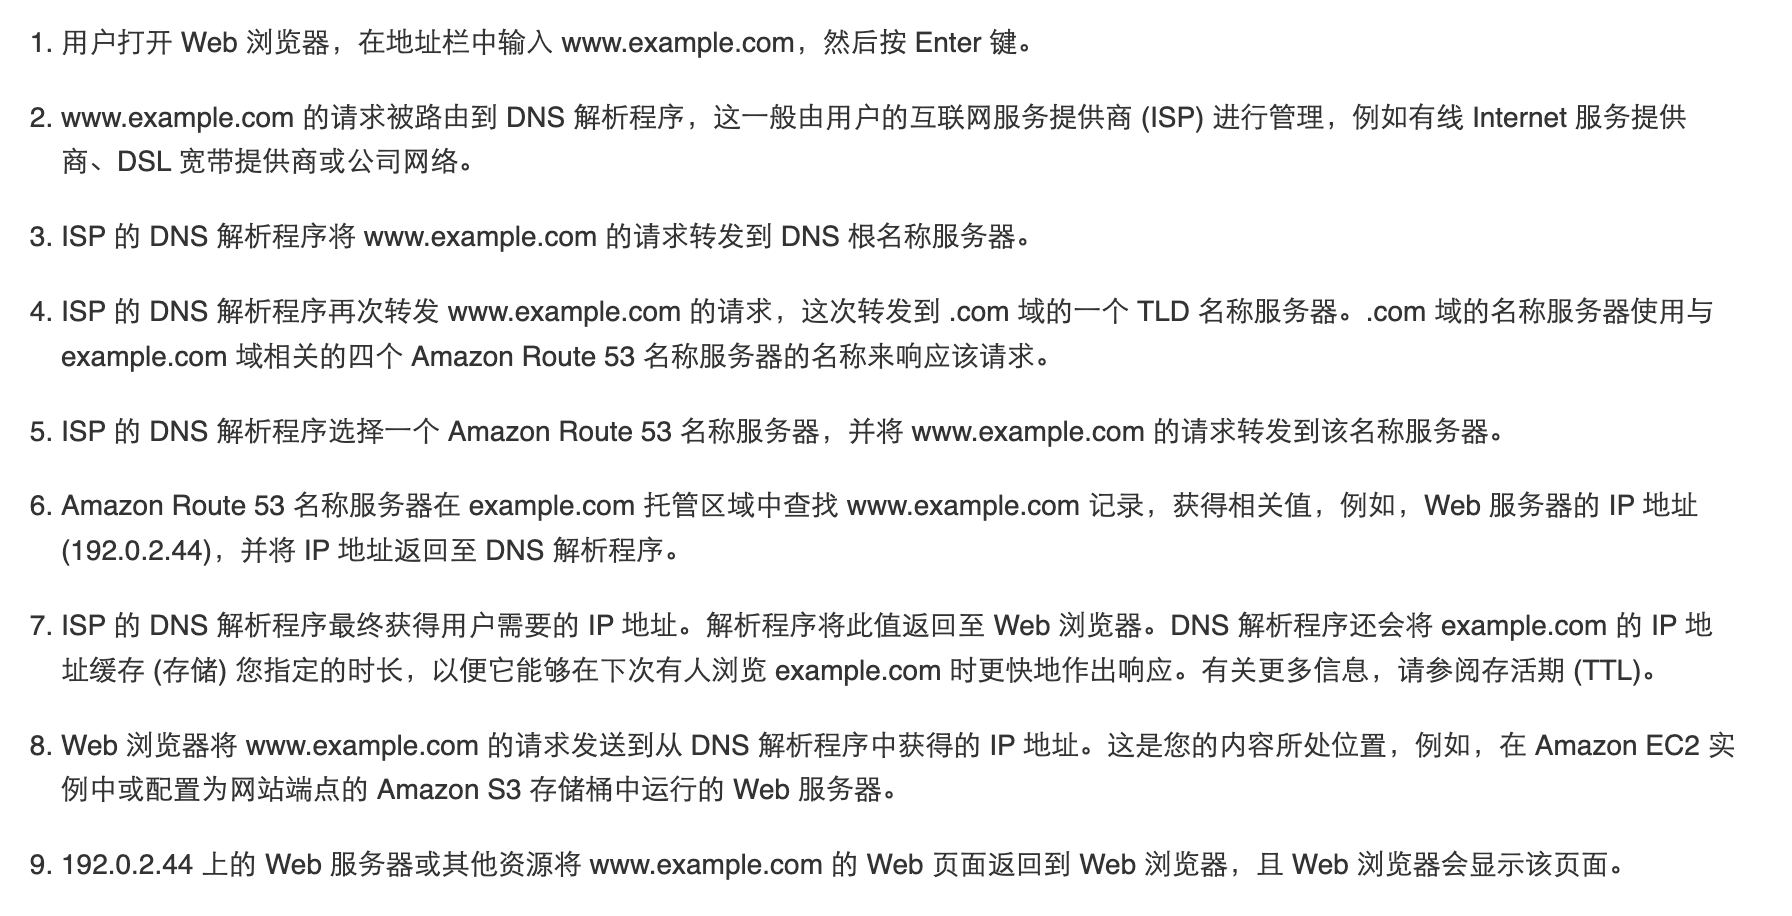 1. 用户打开 Web 浏览器，在地址栏中输入 www.example.com，然后按 Enter 键。
2. www.example.com 的请求被路由到 DNS 解析程序，这一般由用户的互联网服务提供商 (ISP) 进行管理，例如有线 Internet 服务提供
商、DSL 宽带提供商或公司网络。
3. ISP 的 DNS 解析程序将 www.example.com 的请求转发到 DNS 根名称服务器。
4. ISP 的 DNS 解析程序再次转发 www.example.com 的请求，这次转发到 .com 域的一个 TLD 名称服务器。.com 域的名称服务器使用与
example.com 域相关的四个 Amazon Route 53 名称服务器的名称来响应该请求。
5. ISP 的 DNS 解析程序选择一个 Amazon Route 53 名称服务器，并将 www.example.com 的请求转发到该名称服务器。
6. Amazon Route 53 名称服务器在 example.com 托管区域中查找 www.example.com 记录，获得相关值，例如，Web 服务器的 IP 地址
(192.0.2.44)，并将 IP 地址返回至 DNS 解析程序。
7. ISP 的 DNS 解析程序最终获得用户需要的 IP 地址。解析程序将此值返回至 Web 浏览器。DNS 解析程序还会将 example.com 的 IP 地
址缓存 (存储) 您指定的时长，以便它能够在下次有人浏览 example.com 时更快地作出响应。有关更多信息，请参阅存活期 (TTL)。
8. Web 浏览器将 www.example.com 的请求发送到从 DNS 解析程序中获得的 IP 地址。这是您的内容所处位置，例如，在 Amazon EC2 实
例中或配置为网站端点的 Amazon S3 存储桶中运行的 Web 服务器。
9. 192.0.2.44 上的 Web 服务器或其他资源将 www.example.com 的 Web 页面返回到 Web 浏览器，且 Web 浏览器会显示该页面。